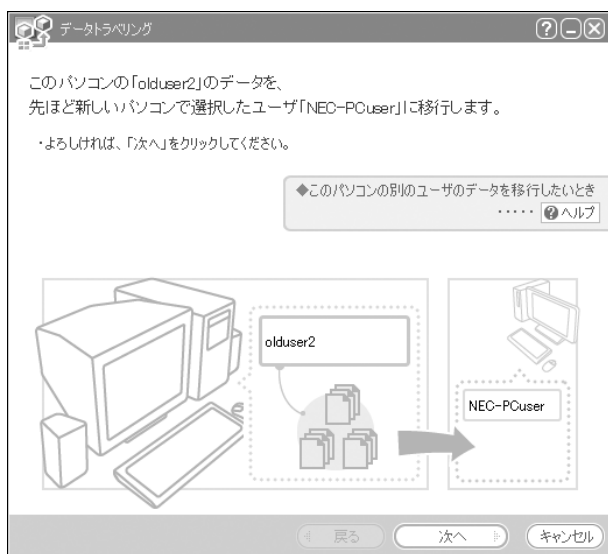 データトラベリング
このパソコンの「olduser2」のデータを、
先ほど新しいパソコンで選択したユーザ「NEC-PCuser」に移行します。
・よろしければ、「次へ」をクリックしてください。
◆このパソコンの別のユーザのデータを移行したいとき
・・・・・ ?ヘルプ
olduser2
NEC-PCuser
戻る 次へ キャンセル